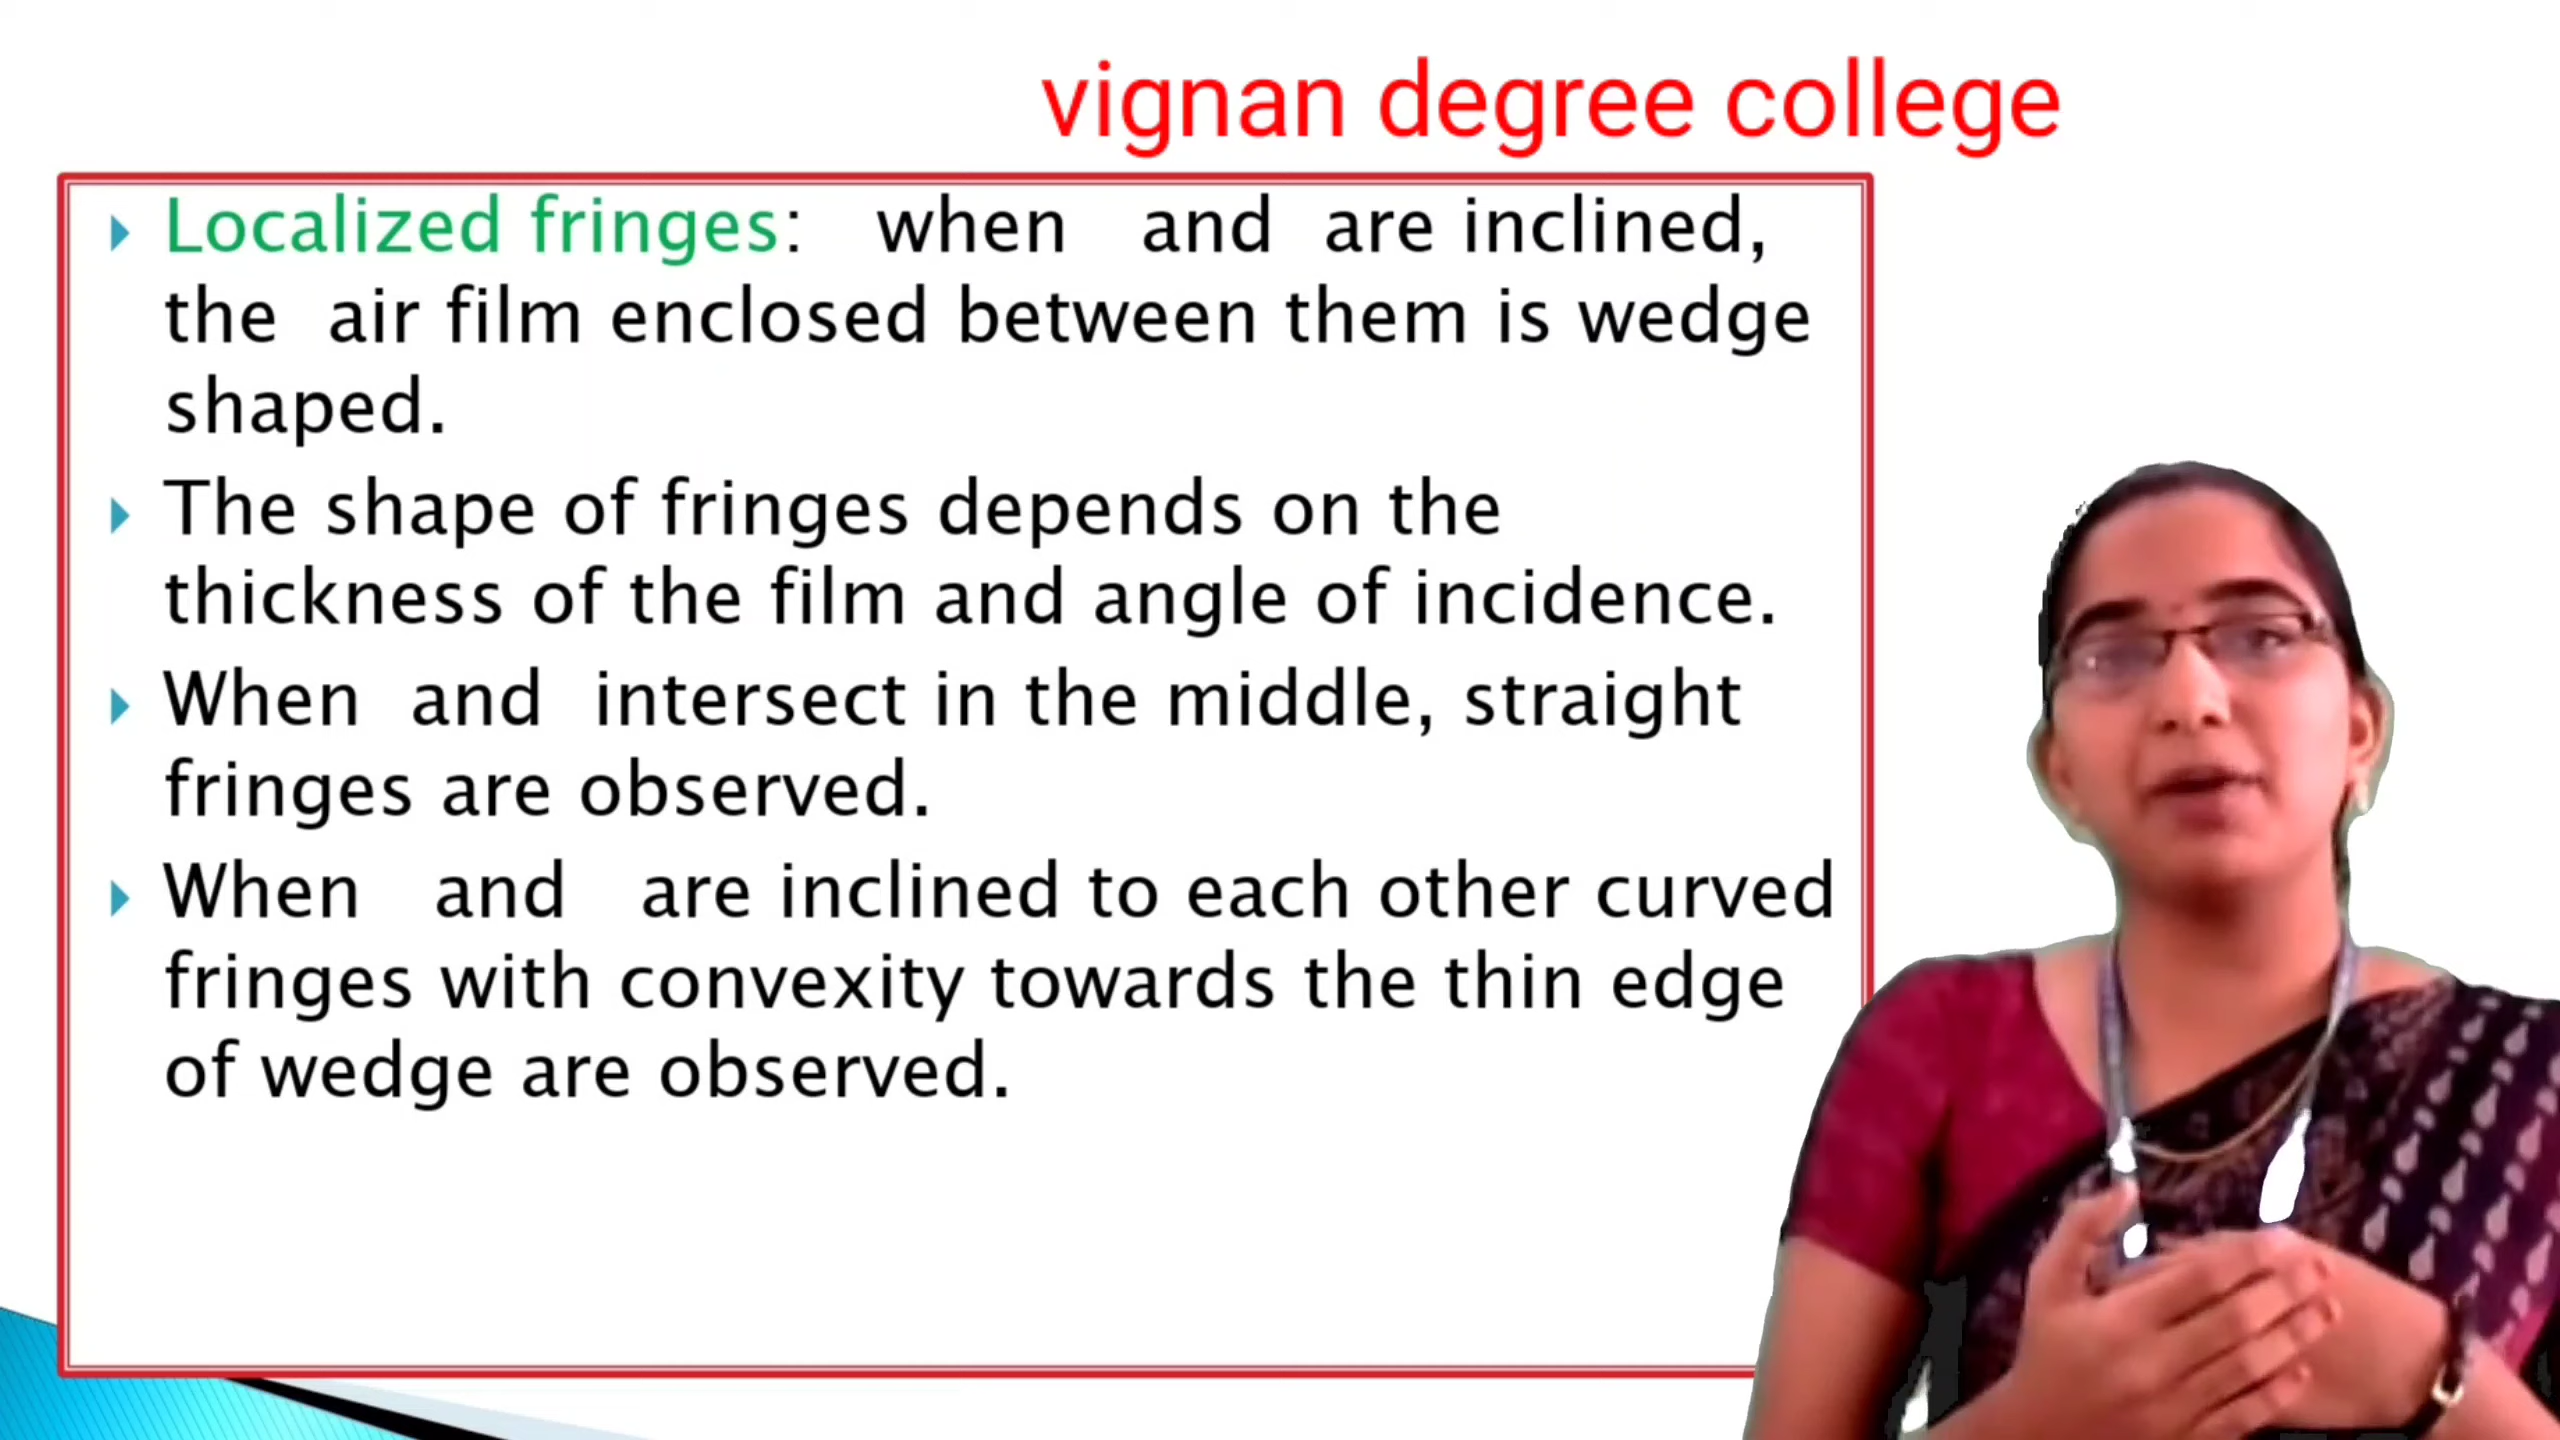 vignan degree college
Localized fringes: when and are inclined,
the air film enclosed between them is wedge
shaped.
The shape of fringes depends on the
thickness of the film and angle of incidence.
When and intersect in the middle, straight
fringes are observed.
When and are inclined to each other curved
fringes with convexity towards the thin edge
of wedge are observed.